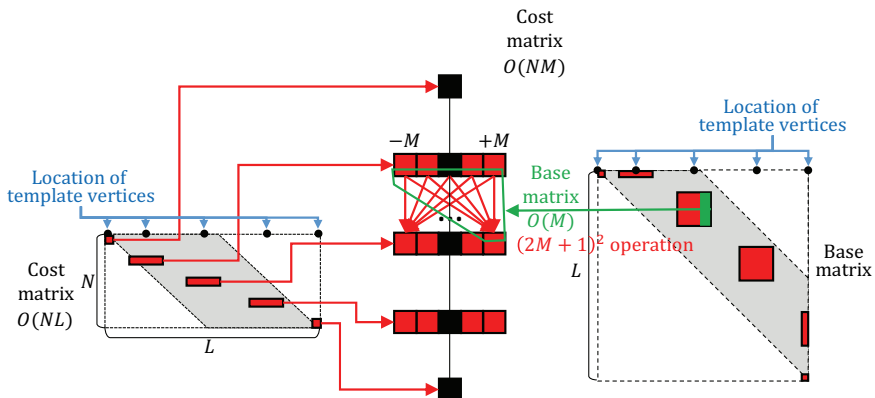 Cost
matrix
O(NM)
−M
+M
Location of
template vertices
Cost
matrix
O(NL)
N
L
Base
matrix
O(M)
...
(2M + 1)² operation
Location of
template vertices
L
Base
matrix